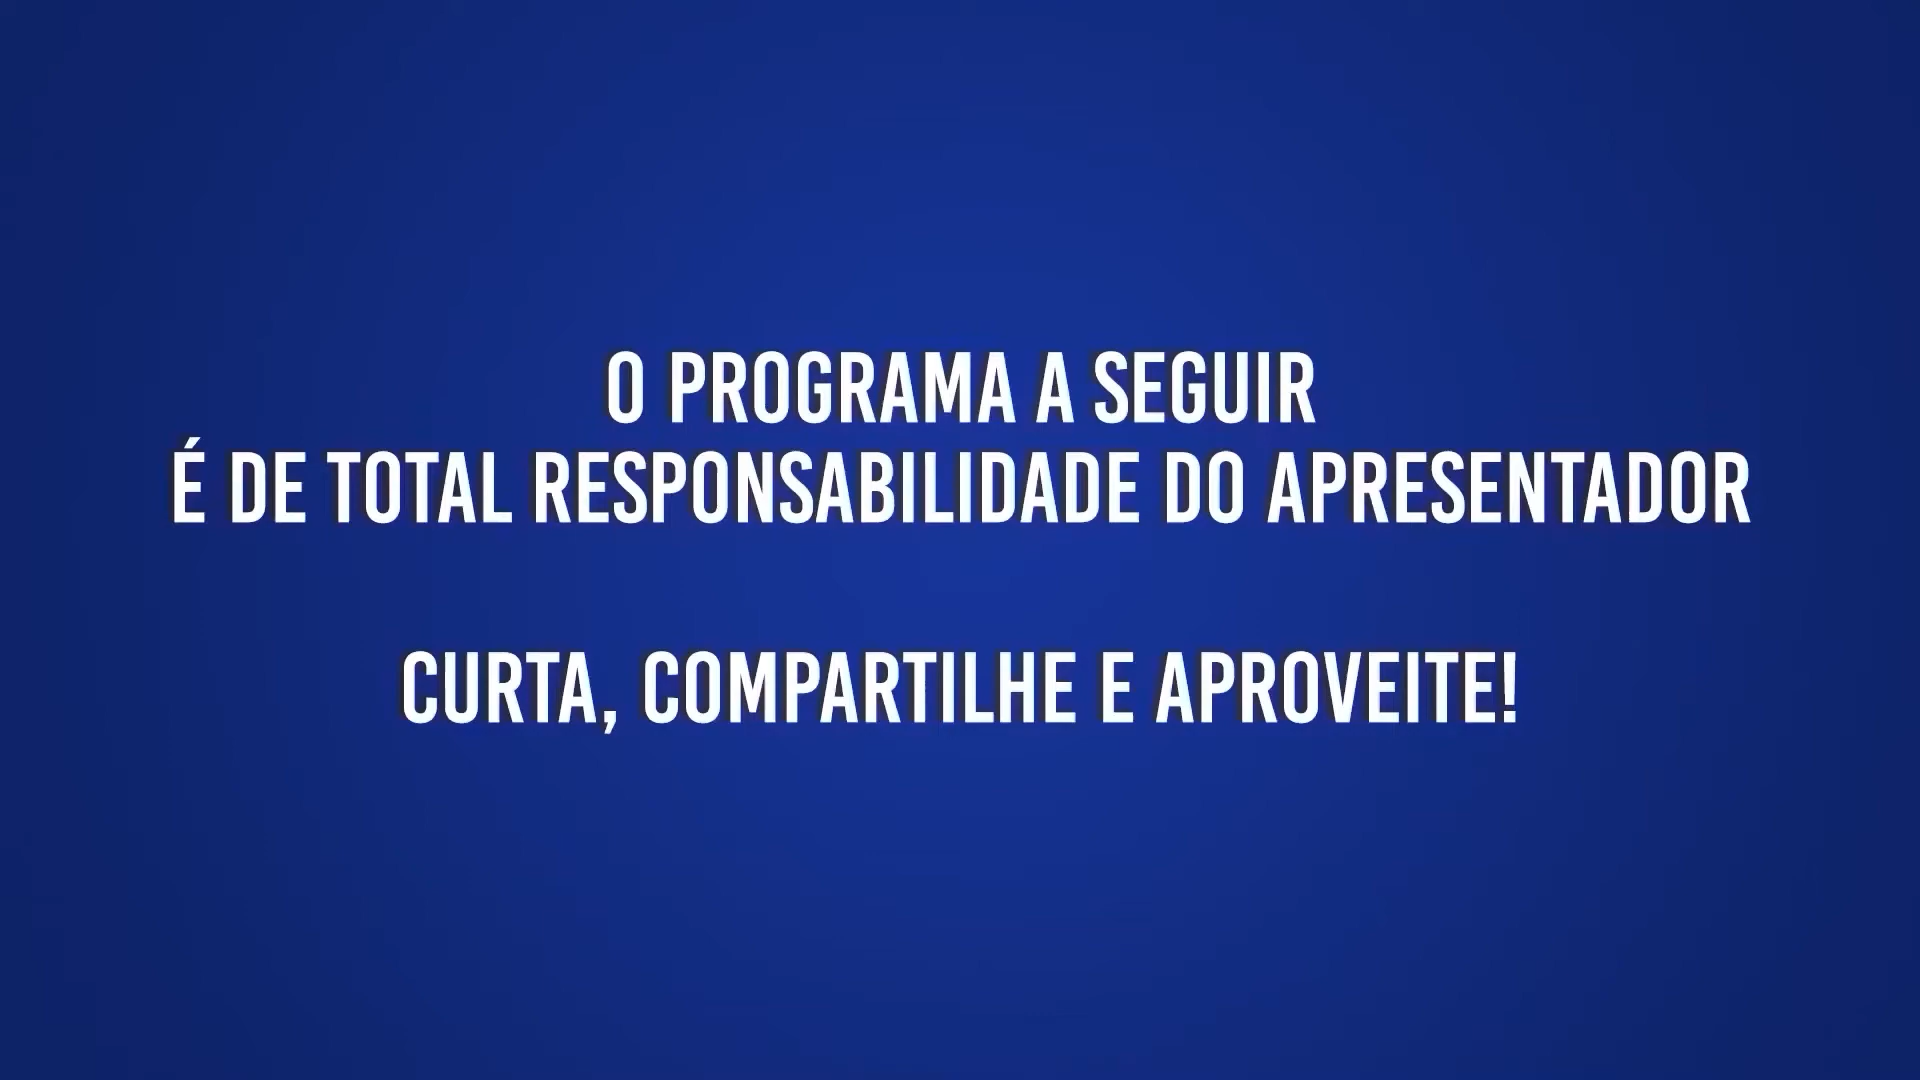 O PROGRAMA A SEGUIR
É DE TOTAL RESPONSABILIDADE DO APRESENTADOR
CURTA, COMPARTILHE E APROVEITE!